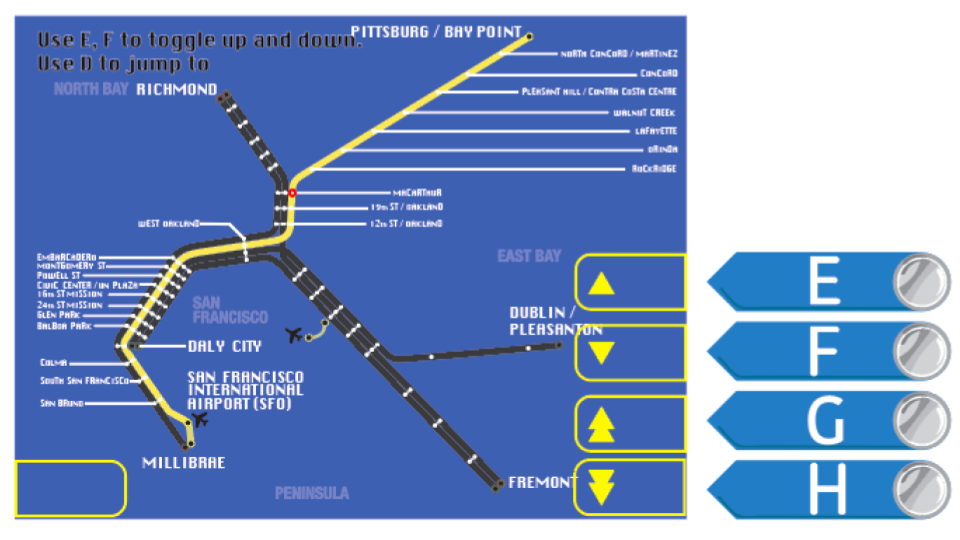 Use E, F to toggle up and down.
Use D to jump to
PITTSBURG / BAY POINT
NORTH CONCORD / MARTINEZ
CONCORD
PLEASANT HILL / CONTRA COSTA CENTRE
WALNUT CREEK
LAFAYETTE
ORINDA
ROCKRIDGE
NORTH BAY
RICHMOND
MACARTHUR
19TH ST / OAKLAND
12TH ST / OAKLAND
WEST OAKLAND
EMBARCADERO
MONTGOMERY ST
POWELL ST
CIVIC CENTER / UN PLAZA
16TH ST MISSION
24TH ST MISSION
GLEN PARK
BALBOA PARK
EAST BAY
SAN
FRANCISCO
DUBLIN /
PLEASANTON
DALY CITY
COLMA
SOUTH SAN FRANCISCO
SAN BRUNO
SAN FRANCISCO
INTERNATIONAL
AIRPORT (SFO)
MILLIBRAE
PENINSULA
FREMONT
E
F
G
H